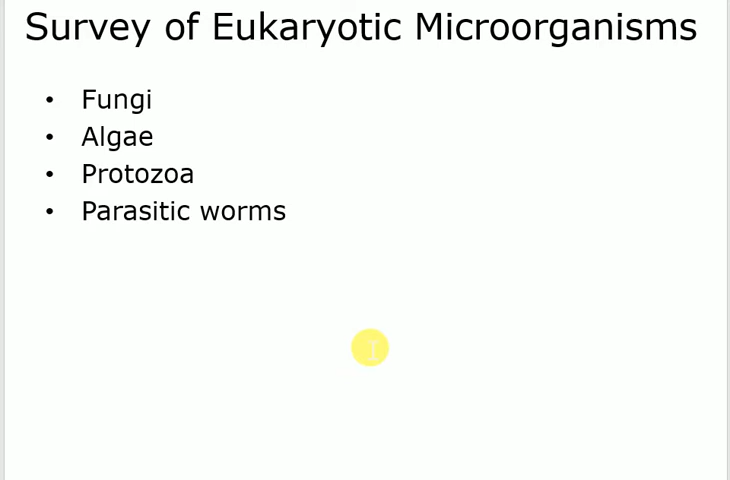 Survey of Eukaryotic Microorganisms
• Fungi
• Algae
• Protozoa
• Parasitic worms